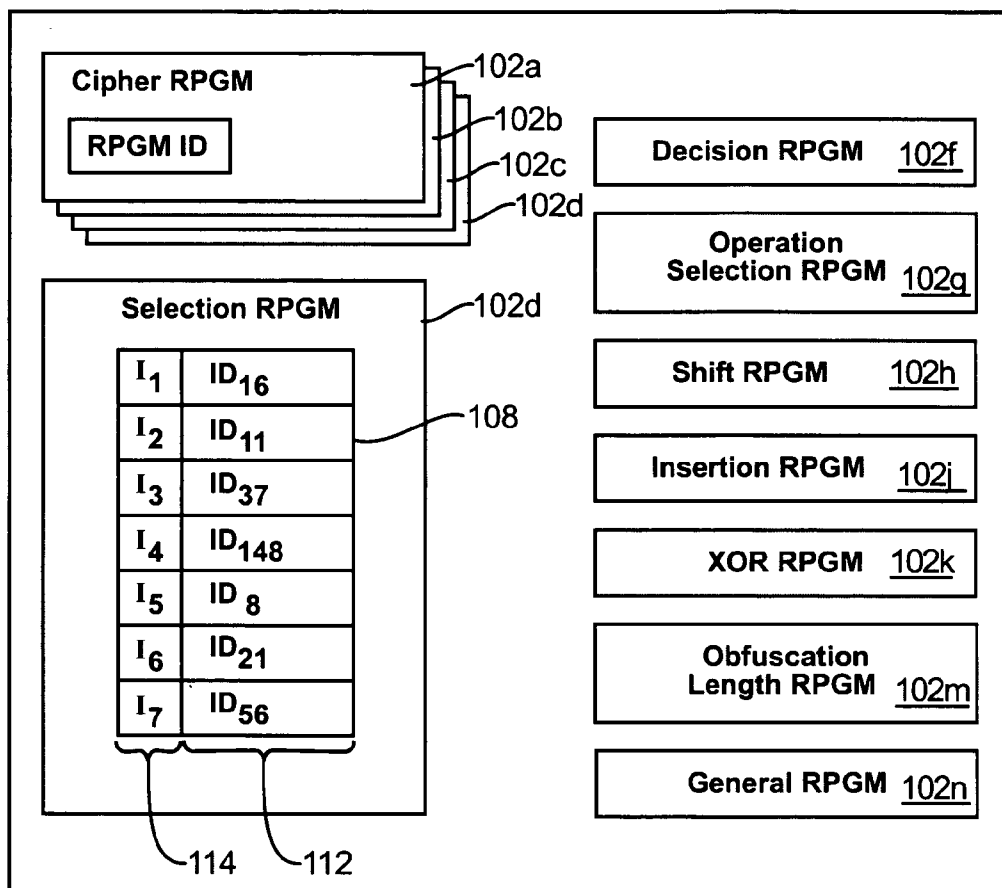 Cipher RPGM
RPGM ID
102a
102b
102c
102d
Selection RPGM
102d
I1 ID16
I2 ID11
I3 ID37
I4 ID148
I5 ID8
I6 ID21
I7 ID56
108
114
112
Decision RPGM 102f
Operation
Selection RPGM 102g
Shift RPGM 102h
Insertion RPGM 102j
XOR RPGM 102k
Obfuscation
Length RPGM 102m
General RPGM 102n